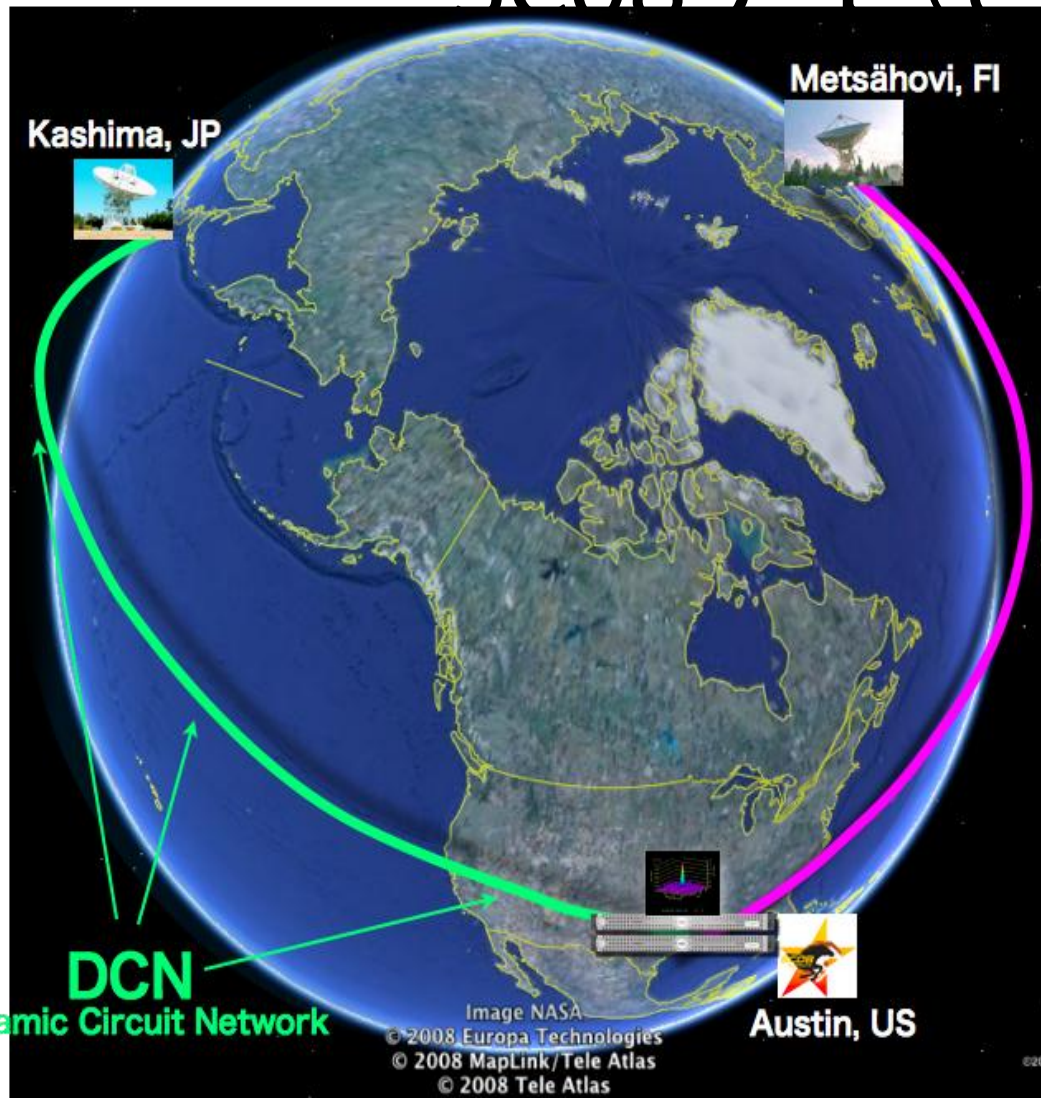 Metsähovi, FI
Kashima, JP
DCN
amic Circuit Network
Image NASA
© 2008 Europa Technologies
© 2008 MapLink/Tele Atlas
© 2008 Tele Atlas
Austin, US